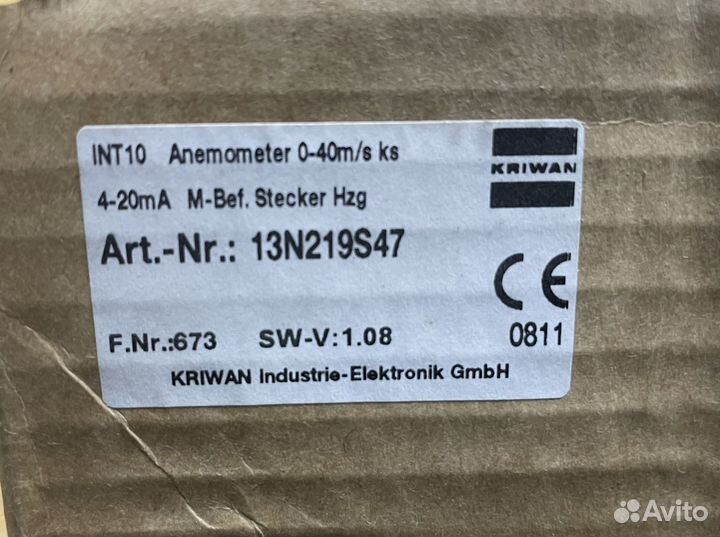 INT10 Anemometer 0-40m/s ks
KRIWAN
4-20mA M-Bef. Stecker Hzg
Art.-Nr.: 13N219S47
CE
F.Nr.:673 SW-V:1.08 0811
KRIWAN Industrie-Elektronik GmbH
Avito